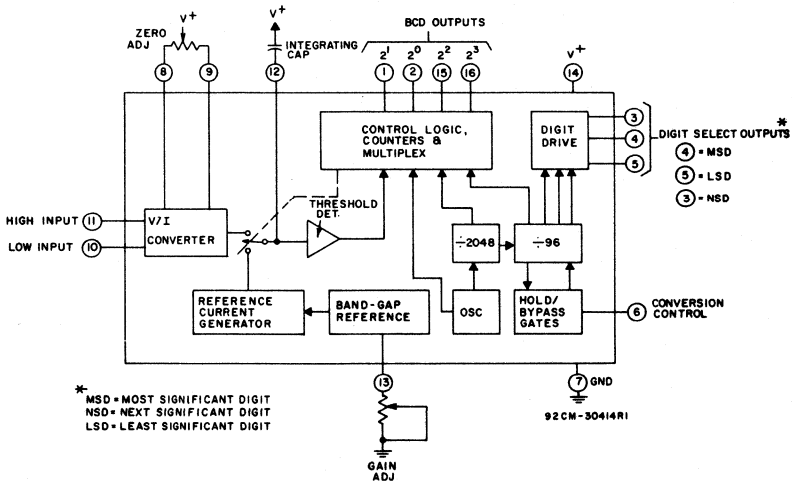 BCD OUTPUTS
V+
ZERO
ADJ
V+
INTEGRATING
CAP
2¹ 2⁰ 2² 2³
V+
8 9 12 1 2 15 16 14
CONTROL LOGIC,
COUNTERS &
MULTIPLEX
DIGIT
DRIVE
3
4
5
DIGIT SELECT OUTPUTS *
4 = MSD
5 = LSD
3 = NSD
THRESHOLD
DET.
HIGH INPUT 11
LOW INPUT 10
V/I
CONVERTER
÷2048
÷96
REFERENCE
CURRENT
GENERATOR
BAND-GAP
REFERENCE
OSC
HOLD/
BYPASS
GATES
6 CONVERSION
CONTROL
13
7 GND
* MSD = MOST SIGNIFICANT DIGIT
NSD = NEXT SIGNIFICANT DIGIT
LSD = LEAST SIGNIFICANT DIGIT
92CM-30414R1
GAIN
ADJ